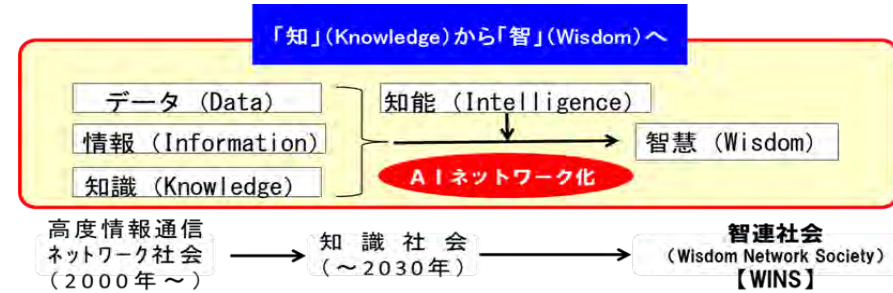 「知」(Knowledge)から「智」(Wisdom)へ
データ (Data)
情報 (Information)
知識 (Knowledge)
知能 (Intelligence)
AIネットワーク化
智慧 (Wisdom)
高度情報通信
ネットワーク社会
(2000年～)
知識社会
(～2030年)
智連社会
(Wisdom Network Society)
【WINS】